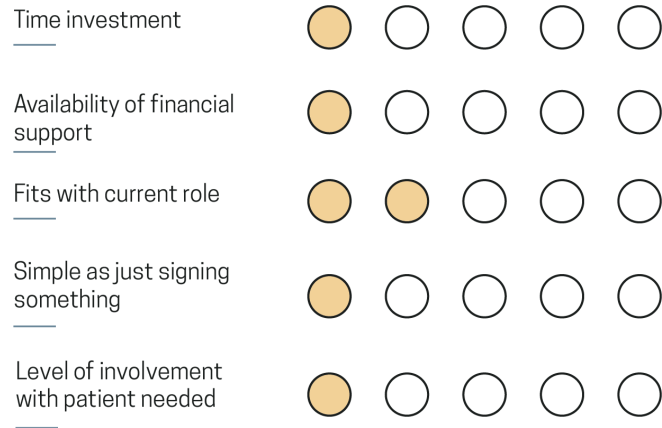 Time investment
Availability of financial
support
Fits with current role
Simple as just signing
something
Level of involvement
with patient needed